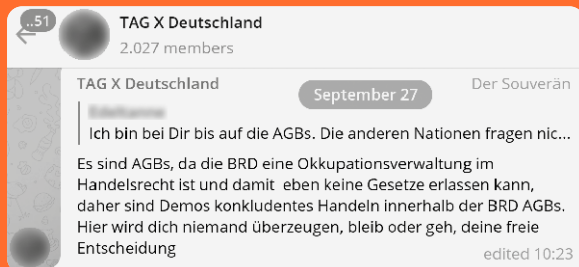 ..51
TAG X Deutschland
2.027 members
TAG X Deutschland
Der Souverän
September 27
Ich bin bei Dir bis auf die AGBs. Die anderen Nationen fragen nic...
Es sind AGBs, da die BRD eine Okkupationsverwaltung im
Handelsrecht ist und damit eben keine Gesetze erlassen kann,
daher sind Demos konkludentes Handeln innerhalb der BRD AGBs.
Hier wird dich niemand überzeugen, bleib oder geh, deine freie
Entscheidung
edited 10:23